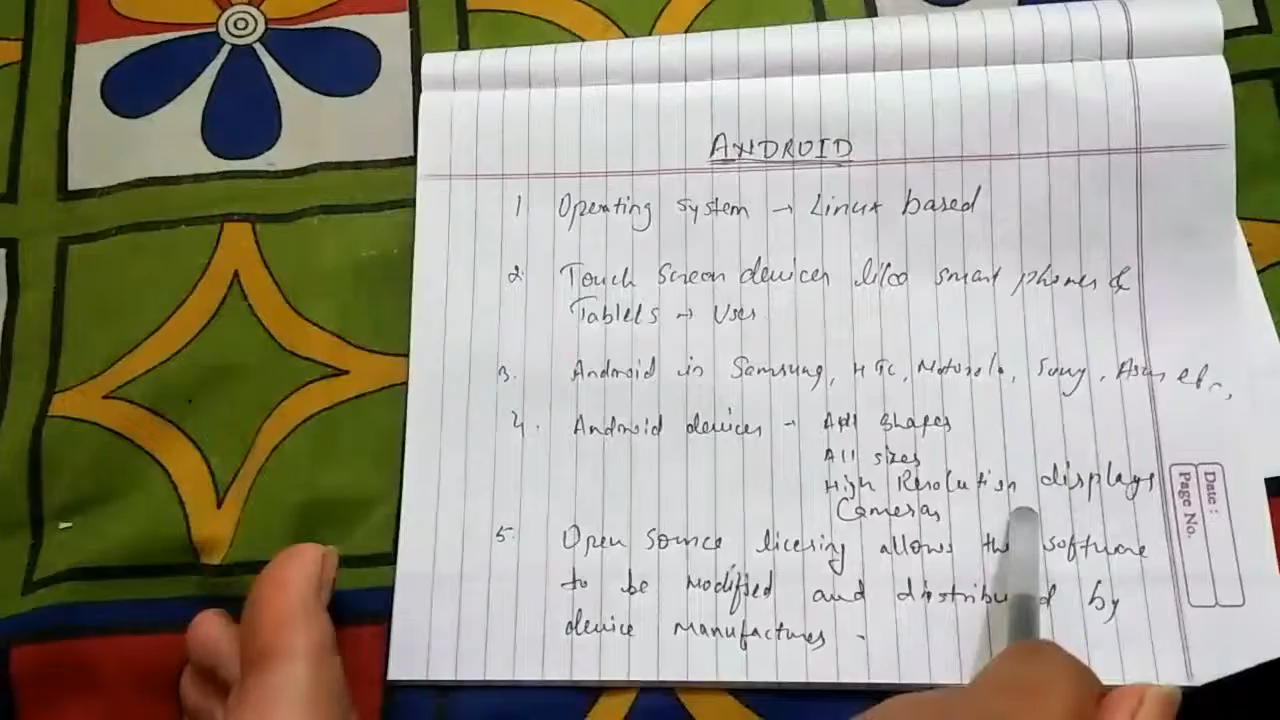 ANDROID
1 Operating System → Linux based
2. Touch Screen devices like smart phones &
Tablets → Uses
3. Android in Samsung, HTC, Motorola, Sony, Asus etc.,
4. Android devices - All Shapes
All sizes
High Resolution displays
Cameras
5. Open Source licesing allows the software
to be modified and distributed by
device manufactures.
Date :
Page No.